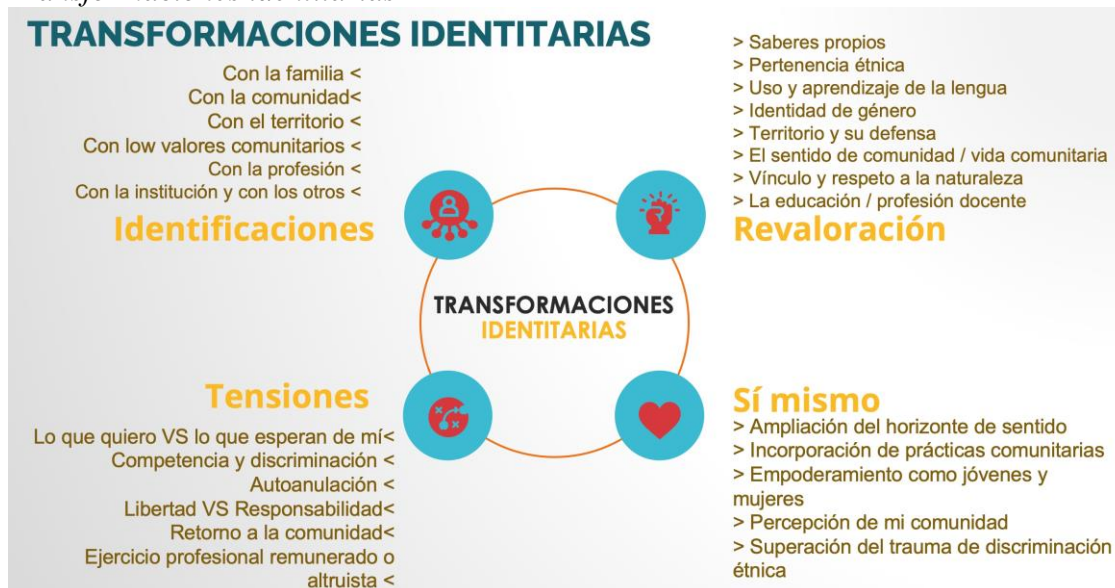 TRANSFORMACIONES IDENTITARIAS
Con la familia <
Con la comunidad<
Con el territorio <
Con low valores comunitarios <
Con la profesión <
Con la institución y con los otros <
Identificaciones
> Saberes propios
> Pertenencia étnica
> Uso y aprendizaje de la lengua
> Identidad de género
> Territorio y su defensa
> El sentido de comunidad / vida comunitaria
> Vínculo y respeto a la naturaleza
> La educación / profesión docente
Revaloración
TRANSFORMACIONES
IDENTITARIAS
Tensiones
Lo que quiero VS lo que esperan de mí<
Competencia y discriminación <
Autoanulación <
Libertad VS Responsabilidad<
Retorno a la comunidad<
Ejercicio profesional remunerado o
altruista <
Sí mismo
> Ampliación del horizonte de sentido
> Incorporación de prácticas comunitarias
> Empoderamiento como jóvenes y
mujeres
> Percepción de mi comunidad
> Superación del trauma de discriminación
étnica